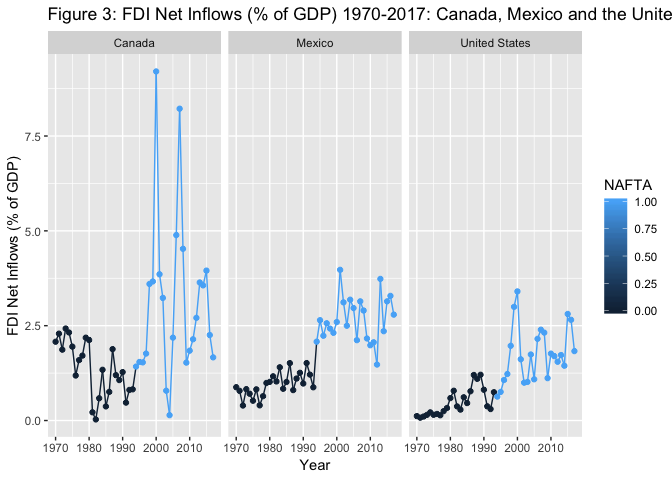 Figure 3: FDI Net Inflows (% of GDP) 1970-2017: Canada, Mexico and the Unite
Canada Mexico United States
7.5
5.0
2.5
0.0
FDI Net Inflows (% of GDP)
1970 1980 1990 2000 2010 1970 1980 1990 2000 2010 1970 1980 1990 2000 2010
Year
NAFTA
1.00
0.75
0.50
0.25
0.00